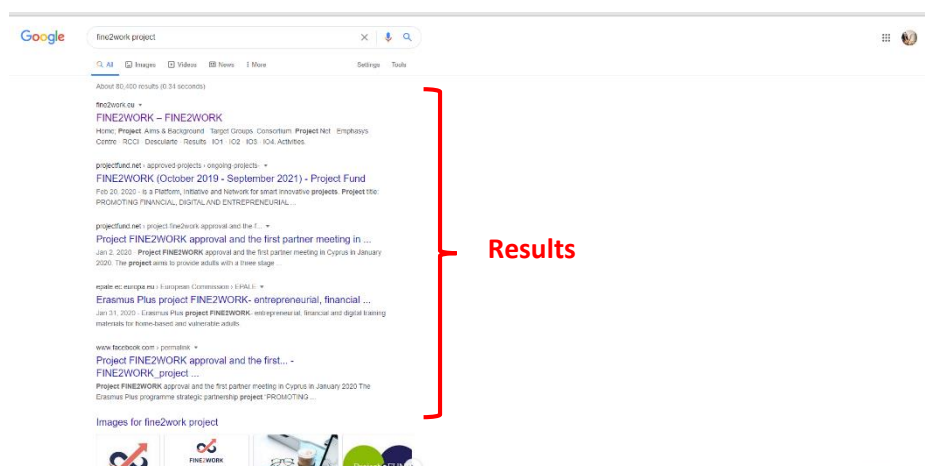 Google
fine2work project
All Images Videos News More Settings Tools
About 80,400 results (0.34 seconds)
fine2work.eu
FINE2WORK – FINE2WORK
Home; Project. Aims & Background · Target Groups. Consortium. Project Net · Emphasys
Centre · RCCI · Descularte · Results · IO1 · IO2 · IO3 · IO4. Activities.
projectfund.net › approved-projects › ongoing-projects-
FINE2WORK (October 2019 - September 2021) - Project Fund
Feb 20, 2020 - is a Platform, Initiative and Network for smart innovative projects. Project title:
PROMOTING FINANCIAL, DIGITAL AND ENTREPRENEURIAL ...
projectfund.net › project-fine2work-approval-and-the-f...
Project FINE2WORK approval and the first partner meeting in ...
Jan 2, 2020 - Project FINE2WORK approval and the first partner meeting in Cyprus in January
2020. The project aims to provide adults with a three stage ...
epale.ec.europa.eu › European Commission › EPALE
Erasmus Plus project FINE2WORK- entrepreneurial, financial ...
Jan 31, 2020 - Erasmus Plus project FINE2WORK- entrepreneurial, financial and digital training
materials for home-based and vulnerable adults.
www.facebook.com › permalink
Project FINE2WORK approval and the first... -
FINE2WORK_project ...
Project FINE2WORK approval and the first partner meeting in Cyprus in January 2020 The
Erasmus Plus programme strategic partnership project "PROMOTING ...
Results
Images for fine2work project
FINE2WORK